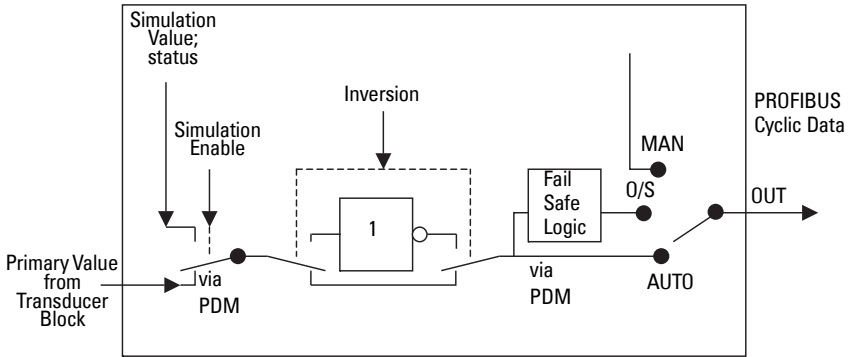 Simulation
Value;
status
Simulation
Enable
Inversion
PROFIBUS
Cyclic Data
MAN
Fail
Safe
Logic
O/S
OUT
1
Primary Value
from
Transducer
Block
via
PDM
via
PDM
AUTO